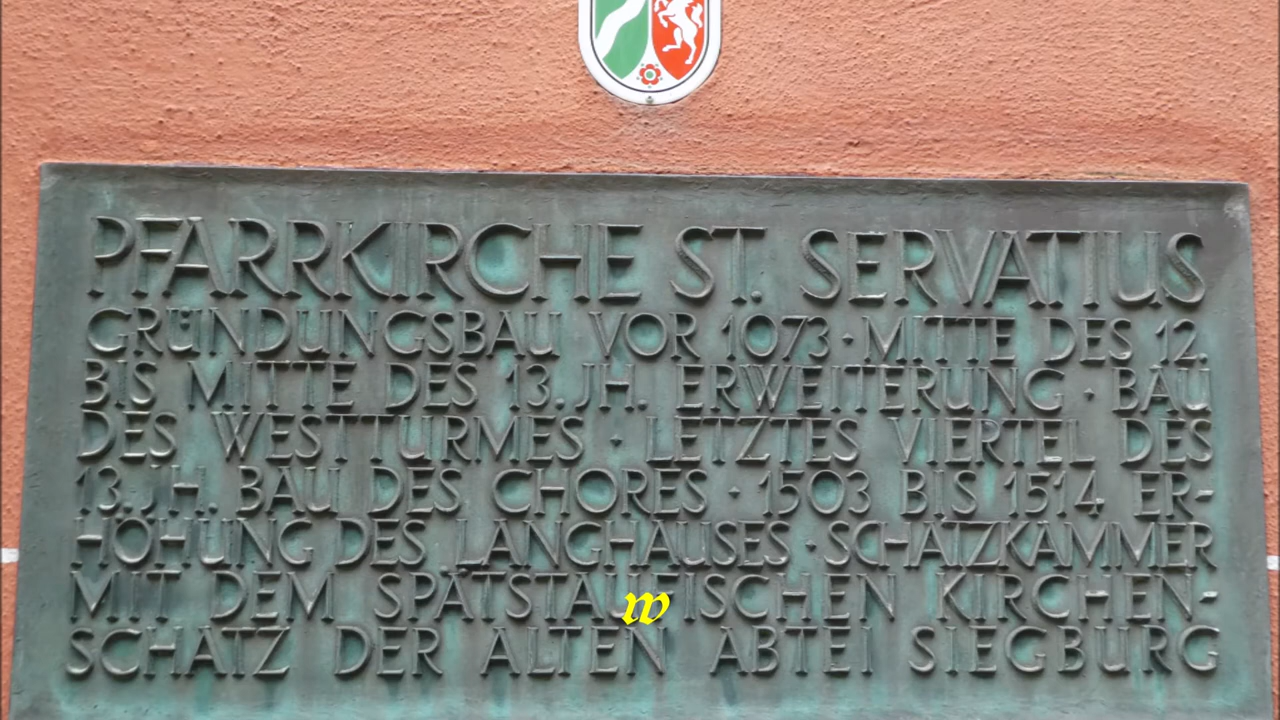 PFARRKIRCHE ST. SERVATIUS
GRÜNDUNGSBAU VOR 1073 · MITTE DES 12.
BIS MITTE DES 13. JH. ERWEITERUNG · BAU
DES WESTTURMES · LETZTES VIERTEL DES
13. JH. BAU DES CHORES · 1503 BIS 1514 ER-
HÖHUNG DES LANGHAUSES · SCHATZKAMMER
MIT DEM SPÄTSTAUFISCHEN KIRCHEN-
SCHATZ DER ALTEN ABTEI SIEGBURG
w